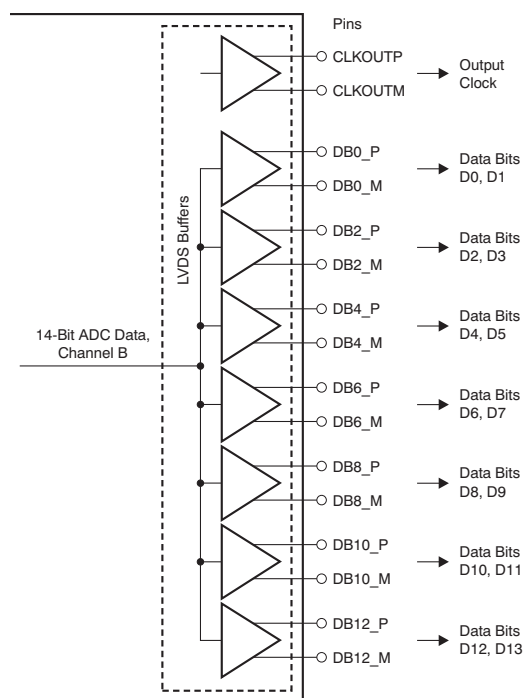 Pins
CLKOUTP
CLKOUTM
Output
Clock
DB0_P
DB0_M
Data Bits
D0, D1
LVDS Buffers
DB2_P
DB2_M
Data Bits
D2, D3
DB4_P
DB4_M
Data Bits
D4, D5
14-Bit ADC Data,
Channel B
DB6_P
DB6_M
Data Bits
D6, D7
DB8_P
DB8_M
Data Bits
D8, D9
DB10_P
DB10_M
Data Bits
D10, D11
DB12_P
DB12_M
Data Bits
D12, D13